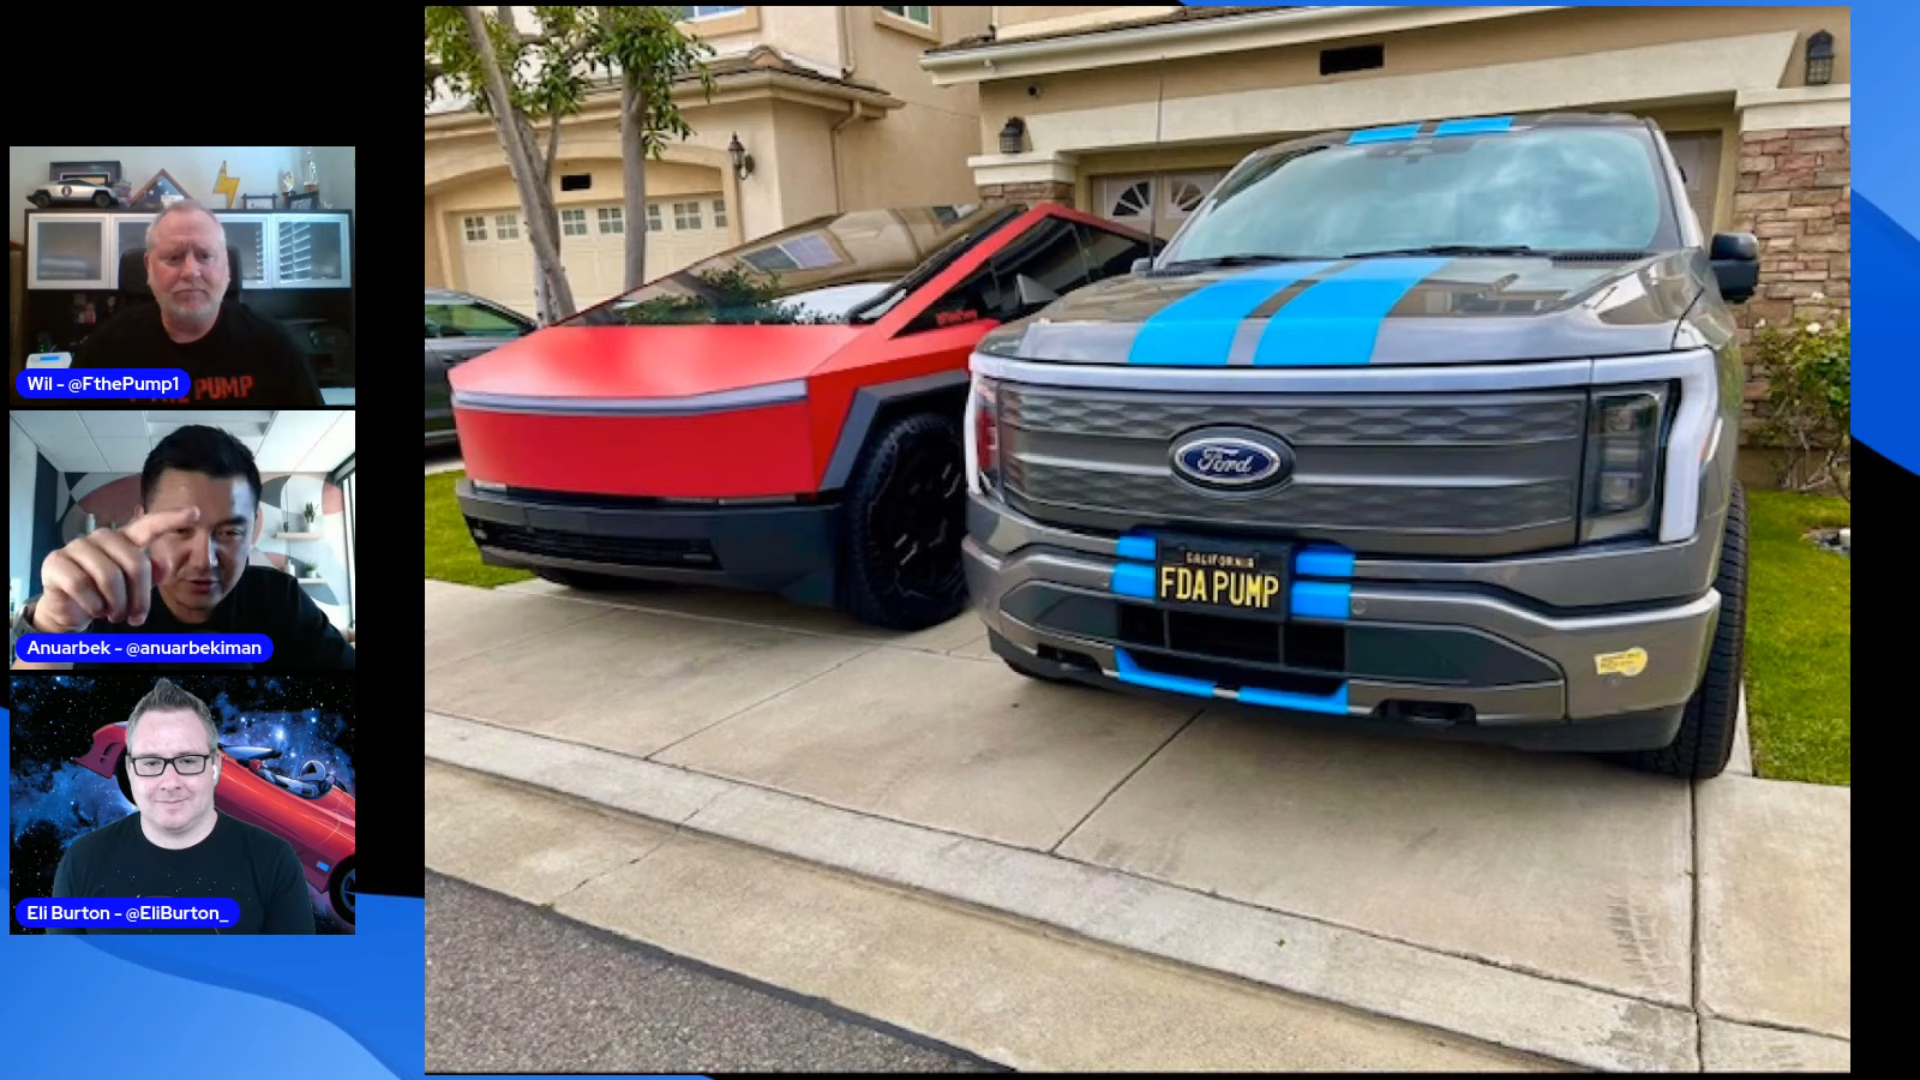 Wil - @FthePump1
PUMP
Anuarbek - @anuarbekiman
Eli Burton - @EliBurton_
Ford
CALIFORNIA
FDA PUMP